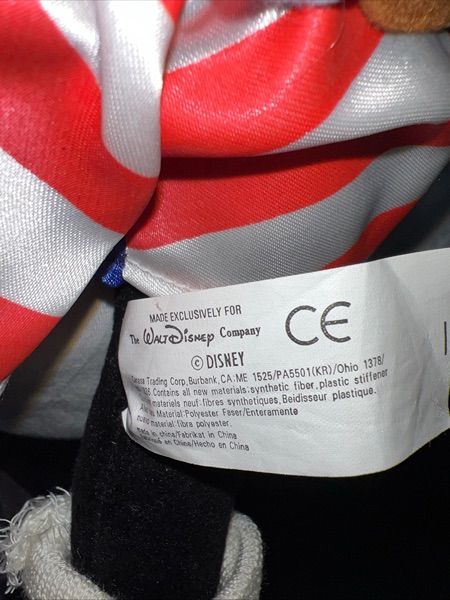 MADE EXCLUSIVELY FOR
The WALT DISNEY Company
CE
© DISNEY
Trading Corp, Burbank, CA: ME 1525/PA5501(KR)/Ohio 1378/
Contains all new materials: synthetic fiber, plastic stiffener
materiels neuf: fibres synthetiques, Beidisseur plastique.
Material: Polyester Faser/Enteramente
material: fibra polyester.
in china/Fabrikat in China
en China/Hecho en China